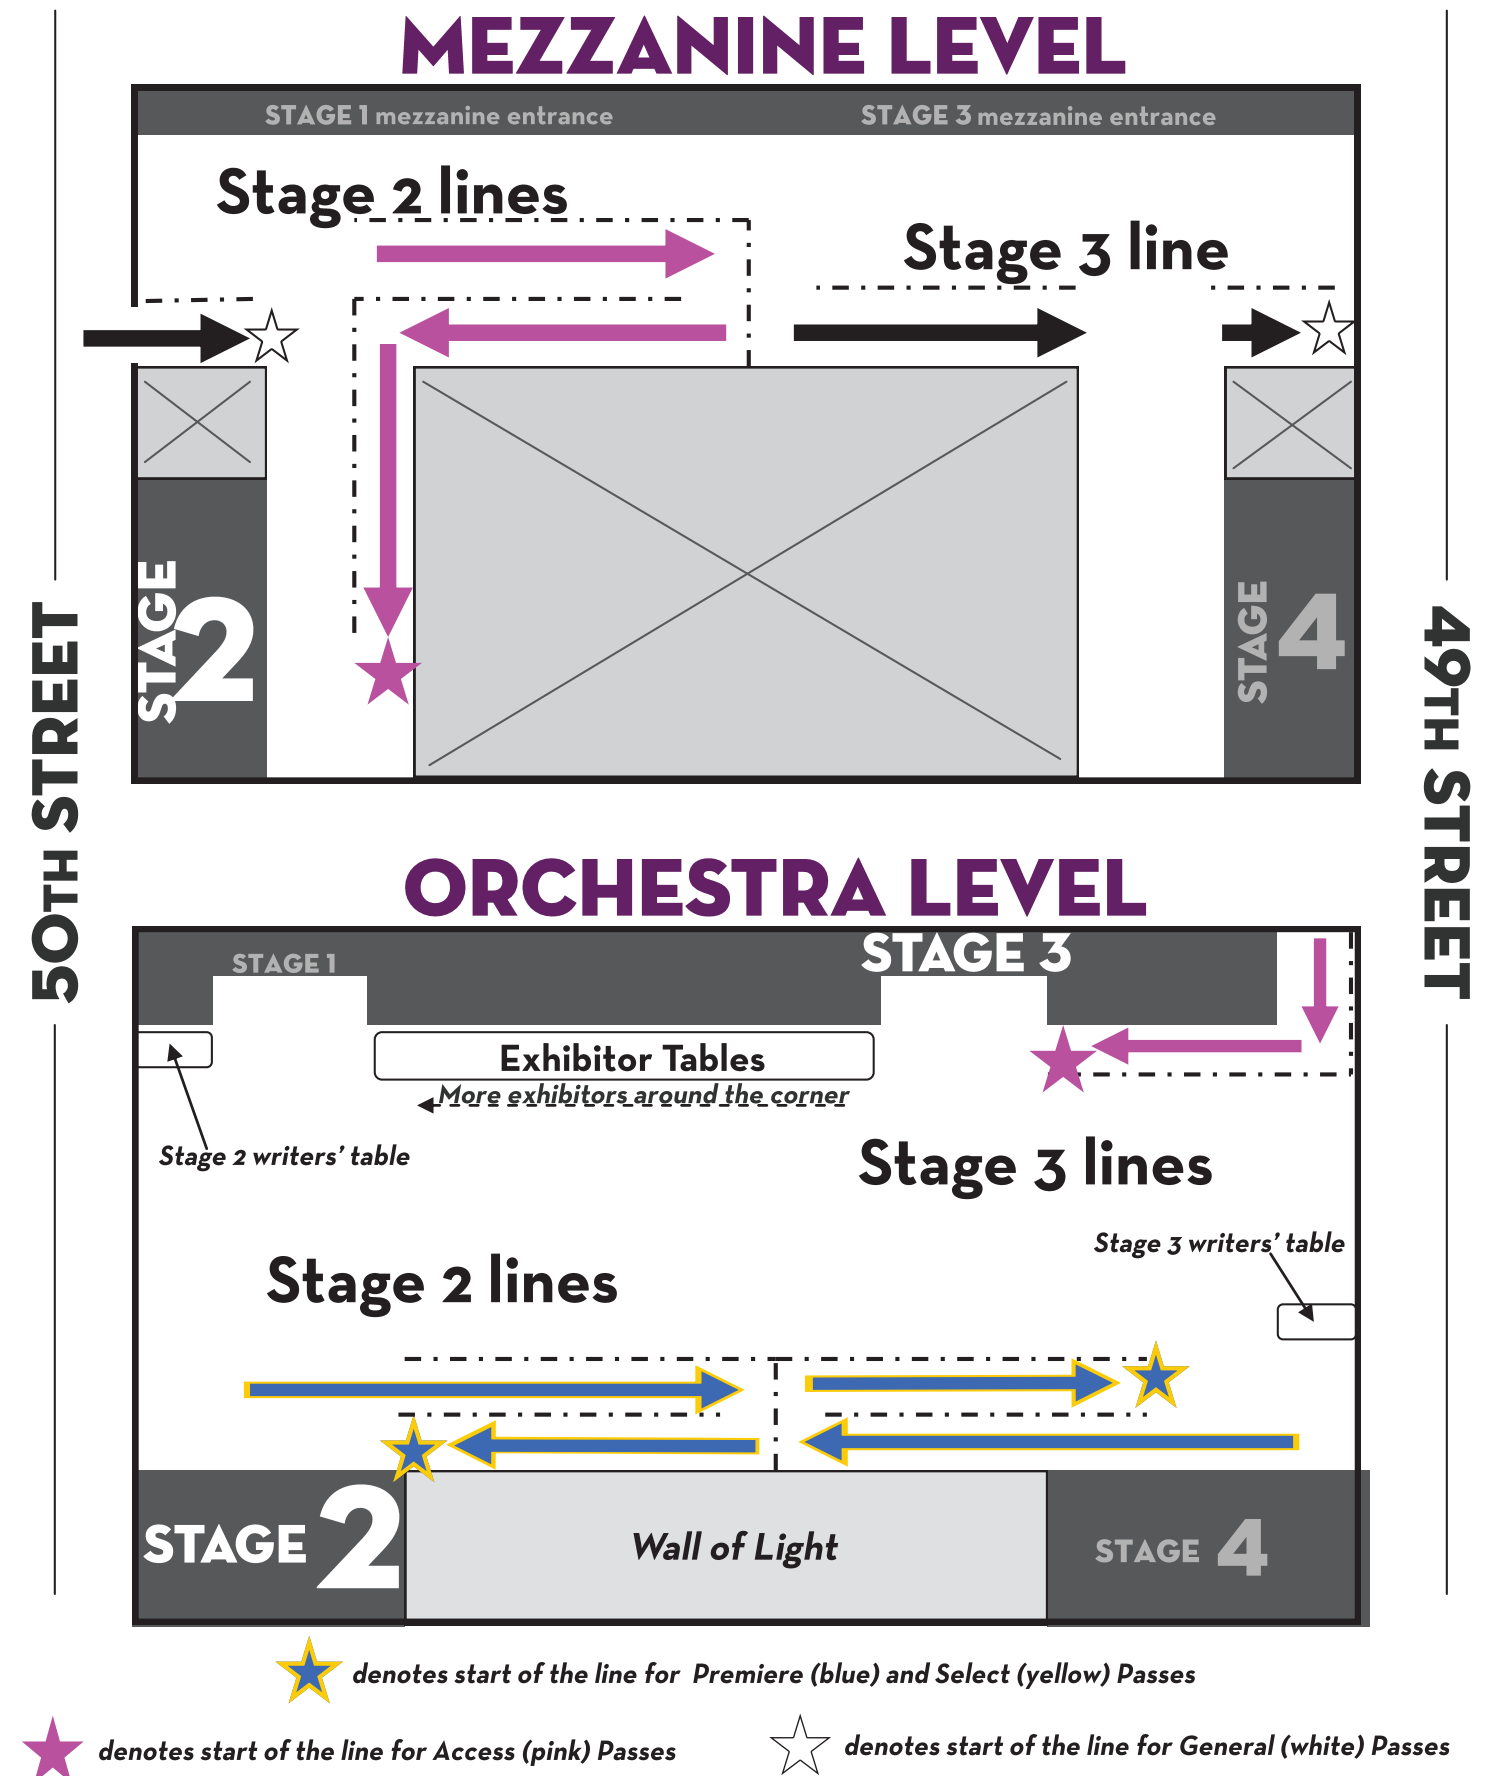 MEZZANINE LEVEL
STAGE 1 mezzanine entrance
STAGE 3 mezzanine entrance
Stage 2 lines
Stage 3 line
STAGE 2
STAGE 4
50TH STREET
49TH STREET
ORCHESTRA LEVEL
STAGE 1
STAGE 3
Exhibitor Tables
More exhibitors around the corner
Stage 2 writers’ table
Stage 3 lines
Stage 3 writers’ table
Stage 2 lines
STAGE 2
Wall of Light
STAGE 4
denotes start of the line for Premiere (blue) and Select (yellow) Passes
denotes start of the line for Access (pink) Passes
denotes start of the line for General (white) Passes